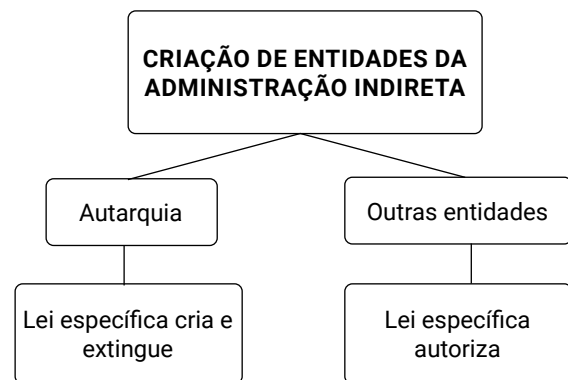 CRIAÇÃO DE ENTIDADES DA
ADMINISTRAÇÃO INDIRETA
Autarquia
Outras entidades
Lei específica cria e
extingue
Lei específica
autoriza